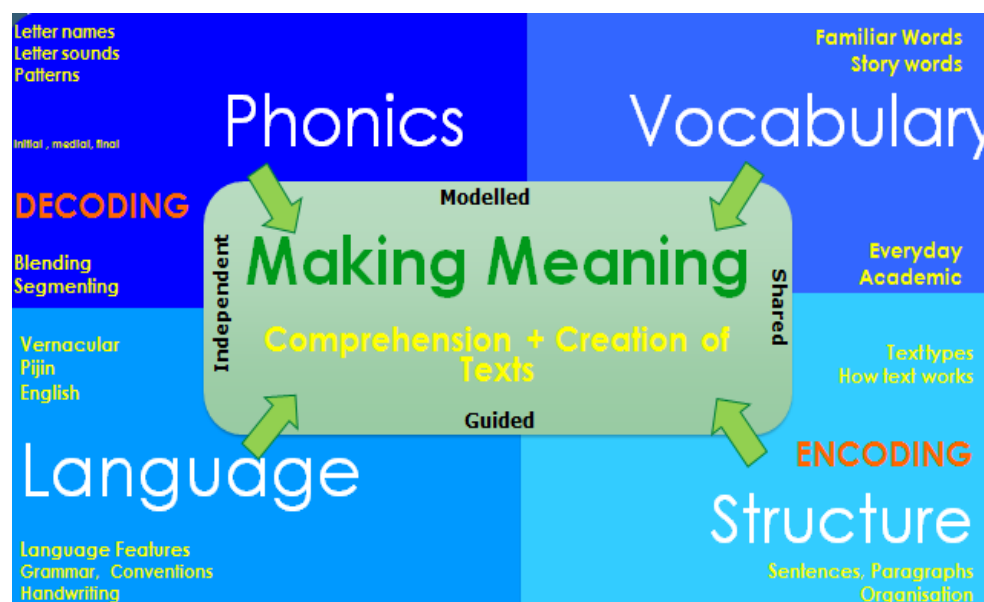 Letter names
Letter sounds
Patterns
Phonics
initial , medial, final
DECODING
Blending
Segmenting
Familiar Words
Story words
Vocabulary
Everyday
Academic
Modelled
Independent
Making Meaning
Shared
Comprehension + Creation of
Texts
Guided
Vernacular
Pijin
English
Language
Language Features
Grammar, Conventions
Handwriting
Text types
How text works
ENCODING
Structure
Sentences, Paragraphs
Organisation